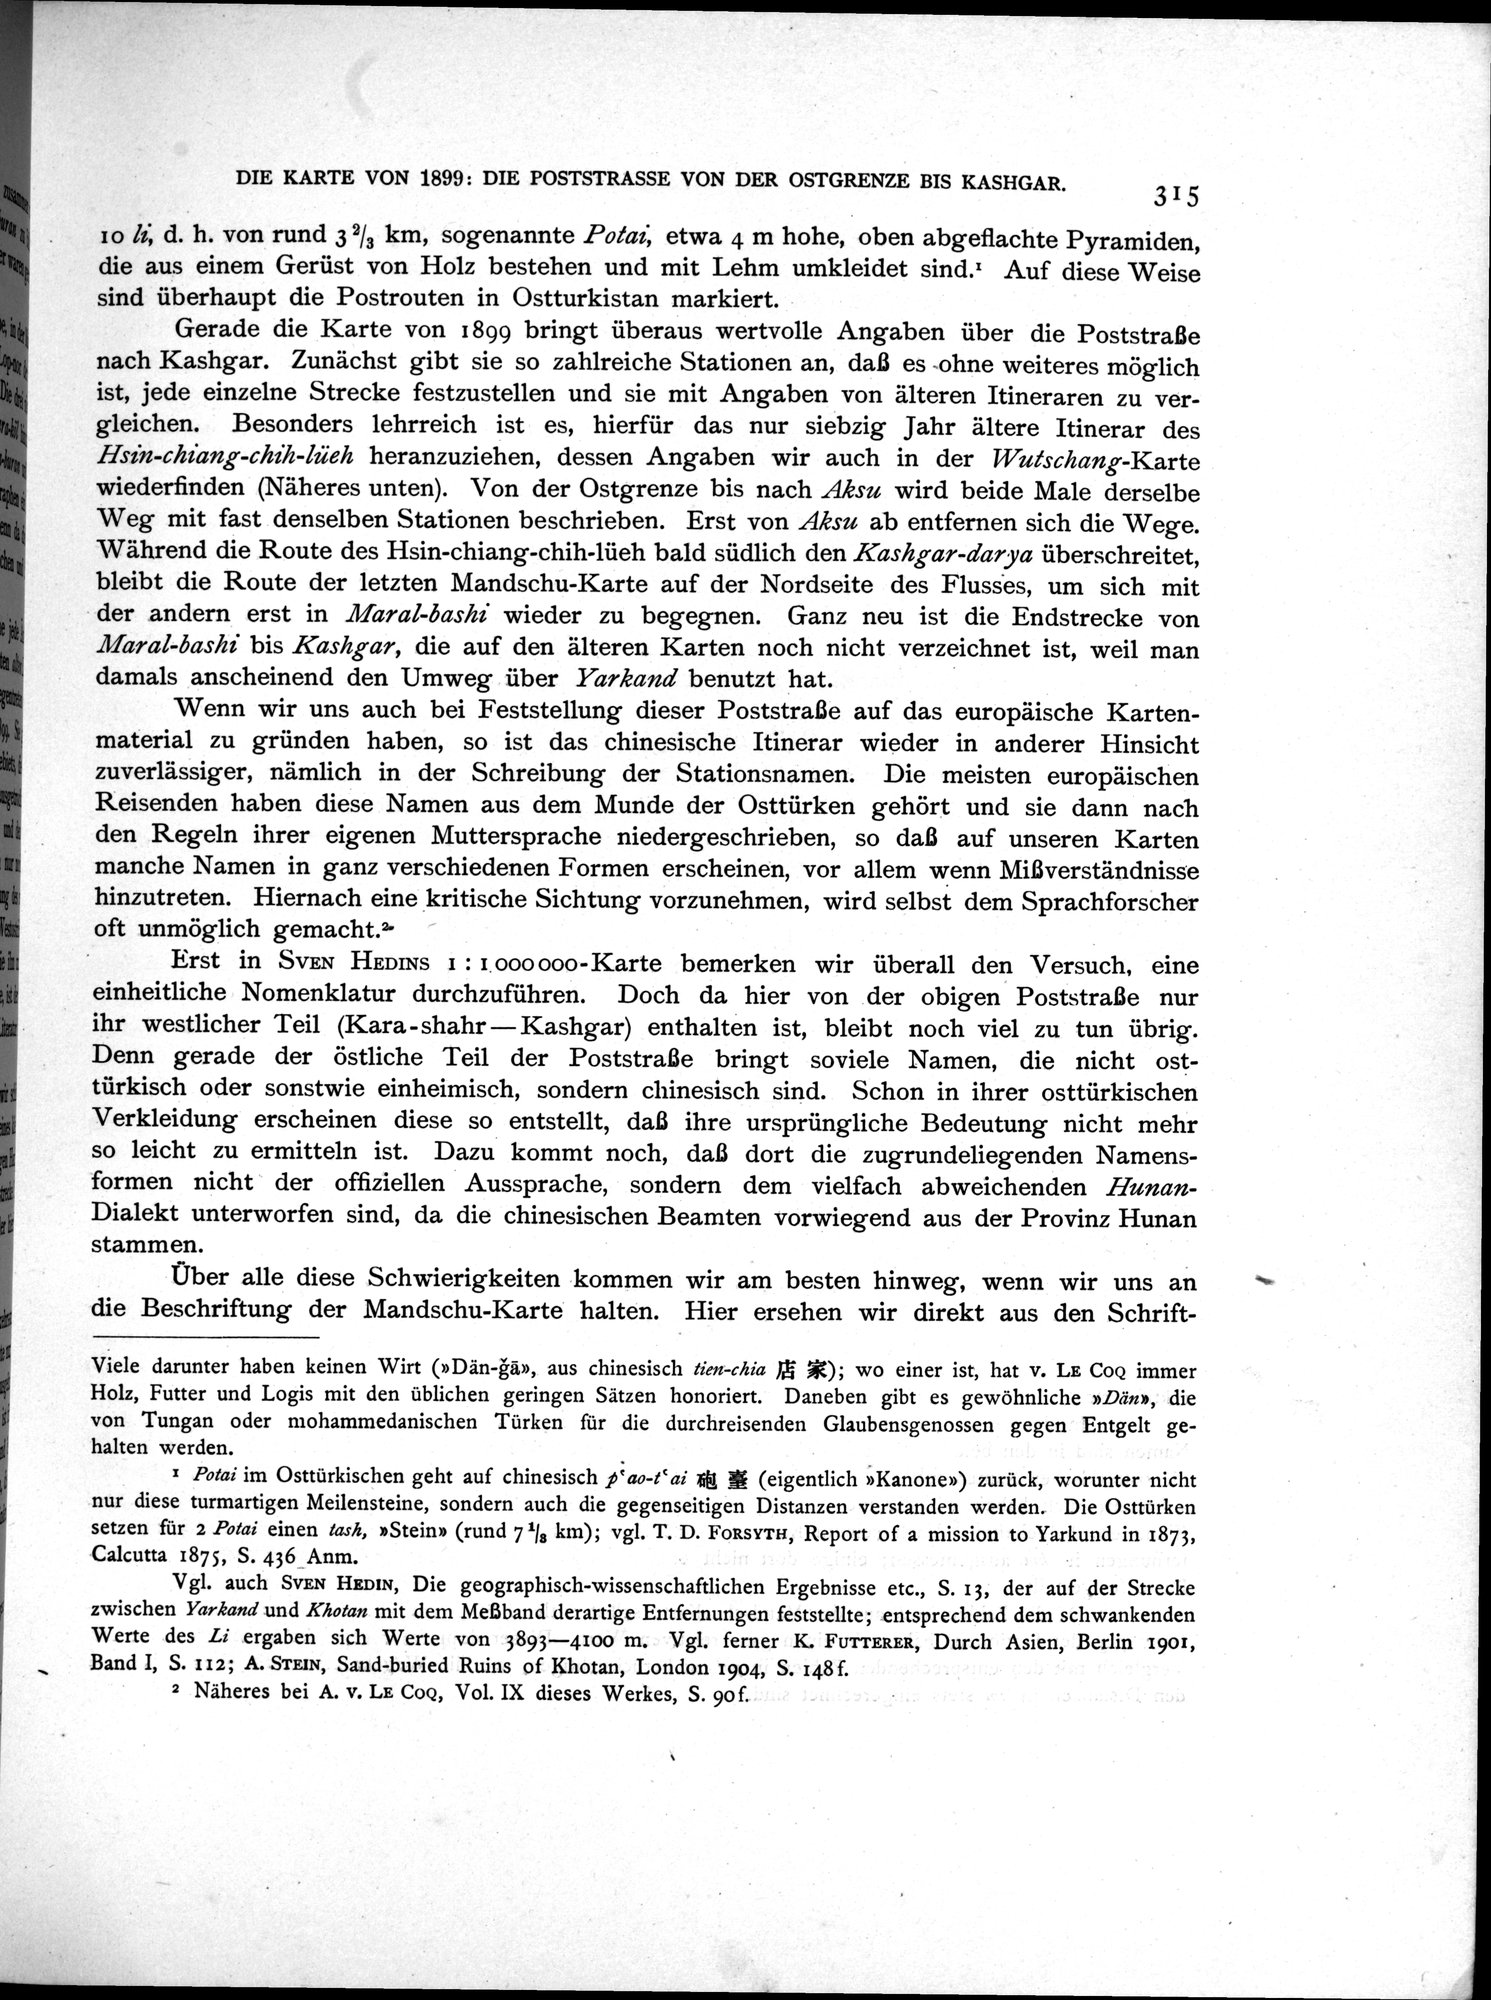 DIE KARTE VON 1899: DIE POSTSTRASSE VON DER OSTGRENZE BIS KASHGAR.
315
10 li, d. h. von rund 3 2/3 km, sogenannte Potai, etwa 4 m hohe, oben abgeflachte Pyramiden,
die aus einem Gerüst von Holz bestehen und mit Lehm umkleidet sind.¹ Auf diese Weise
sind überhaupt die Postrouten in Ostturkistan markiert.
Gerade die Karte von 1899 bringt überaus wertvolle Angaben über die Poststraße
nach Kashgar. Zunächst gibt sie so zahlreiche Stationen an, daß es ohne weiteres möglich
ist, jede einzelne Strecke festzustellen und sie mit Angaben von älteren Itineraren zu ver-
gleichen. Besonders lehrreich ist es, hierfür das nur siebzig Jahr ältere Itinerar des
Hsin-chiang-chih-lüeh heranzuziehen, dessen Angaben wir auch in der Wutschang-Karte
wiederfinden (Näheres unten). Von der Ostgrenze bis nach Aksu wird beide Male derselbe
Weg mit fast denselben Stationen beschrieben. Erst von Aksu ab entfernen sich die Wege.
Während die Route des Hsin-chiang-chih-lüeh bald südlich den Kashgar-darya überschreitet,
bleibt die Route der letzten Mandschu-Karte auf der Nordseite des Flusses, um sich mit
der andern erst in Maral-bashi wieder zu begegnen. Ganz neu ist die Endstrecke von
Maral-bashi bis Kashgar, die auf den älteren Karten noch nicht verzeichnet ist, weil man
damals anscheinend den Umweg über Yarkand benutzt hat.
Wenn wir uns auch bei Feststellung dieser Poststraße auf das europäische Karten-
material zu gründen haben, so ist das chinesische Itinerar wieder in anderer Hinsicht
zuverlässiger, nämlich in der Schreibung der Stationsnamen. Die meisten europäischen
Reisenden haben diese Namen aus dem Munde der Osttürken gehört und sie dann nach
den Regeln ihrer eigenen Muttersprache niedergeschrieben, so daß auf unseren Karten
manche Namen in ganz verschiedenen Formen erscheinen, vor allem wenn Mißverständnisse
hinzutreten. Hiernach eine kritische Sichtung vorzunehmen, wird selbst dem Sprachforscher
oft unmöglich gemacht.²
Erst in SVEN HEDINS 1 : 1 000 000-Karte bemerken wir überall den Versuch, eine
einheitliche Nomenklatur durchzuführen. Doch da hier von der obigen Poststraße nur
ihr westlicher Teil (Kara-shahr—Kashgar) enthalten ist, bleibt noch viel zu tun übrig.
Denn gerade der östliche Teil der Poststraße bringt soviele Namen, die nicht ost-
türkisch oder sonstwie einheimisch, sondern chinesisch sind. Schon in ihrer osttürkischen
Verkleidung erscheinen diese so entstellt, daß ihre ursprüngliche Bedeutung nicht mehr
so leicht zu ermitteln ist. Dazu kommt noch, daß dort die zugrundeliegenden Namens-
formen nicht der offiziellen Aussprache, sondern dem vielfach abweichenden Hunan-
Dialekt unterworfen sind, da die chinesischen Beamten vorwiegend aus der Provinz Hunan
stammen.
Über alle diese Schwierigkeiten kommen wir am besten hinweg, wenn wir uns an
die Beschriftung der Mandschu-Karte halten. Hier ersehen wir direkt aus den Schrift-
Viele darunter haben keinen Wirt (»Dän-ǧā», aus chinesisch tien-chia 店家); wo einer ist, hat v. LE COQ immer
Holz, Futter und Logis mit den üblichen geringen Sätzen honoriert. Daneben gibt es gewöhnliche »Dän», die
von Tungan oder mohammedanischen Türken für die durchreisenden Glaubensgenossen gegen Entgelt ge-
halten werden.
¹ Potai im Osttürkischen geht auf chinesisch pʿao-tʿai 砲臺 (eigentlich »Kanone») zurück, worunter nicht
nur diese turmartigen Meilensteine, sondern auch die gegenseitigen Distanzen verstanden werden. Die Osttürken
setzen für 2 Potai einen tash, »Stein» (rund 7 1/8 km); vgl. T. D. FORSYTH, Report of a mission to Yarkund in 1873,
Calcutta 1875, S. 436 Anm.
Vgl. auch SVEN HEDIN, Die geographisch-wissenschaftlichen Ergebnisse etc., S. 13, der auf der Strecke
zwischen Yarkand und Khotan mit dem Meßband derartige Entfernungen feststellte; entsprechend dem schwankenden
Werte des Li ergaben sich Werte von 3893—4100 m. Vgl. ferner K. FUTTERER, Durch Asien, Berlin 1901,
Band I, S. 112; A. STEIN, Sand-buried Ruins of Khotan, London 1904, S. 148 f.
² Näheres bei A. v. LE COQ, Vol. IX dieses Werkes, S. 90 f.